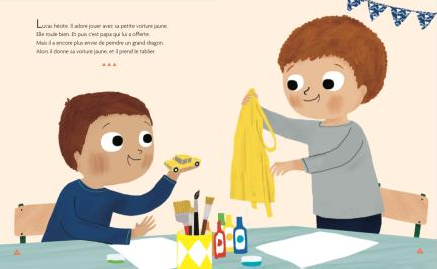 Lucas hésite. Il adore jouer avec sa petite voiture jaune.
Elle roule bien. Et puis c'est papa qui lui a offerte.
Mais il a encore plus envie de peindre un grand dragon.
Alors il donne sa voiture jaune, et il prend le tablier.